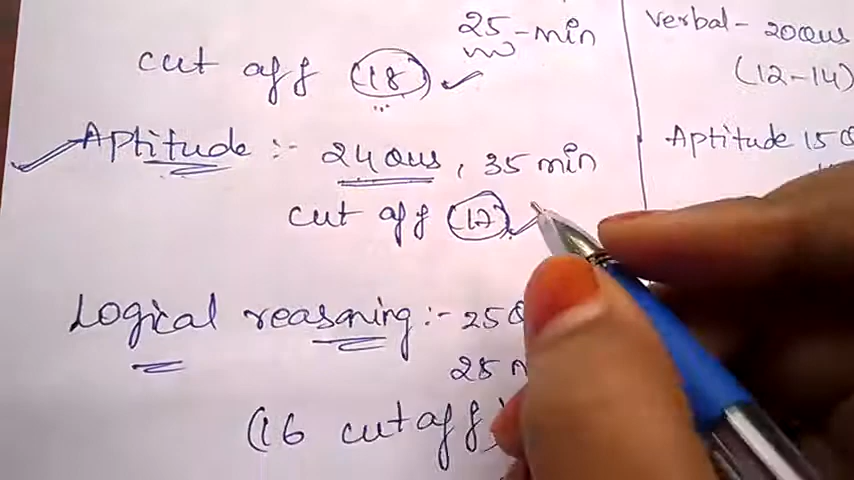 25 - min
cut off 18
Aptitude :- 24 Qus, 35 min
cut off 12
Logical reasoning :- 25
25
(16 cut off)
verbal - 20 Qus
(12-14)
Aptitude 15